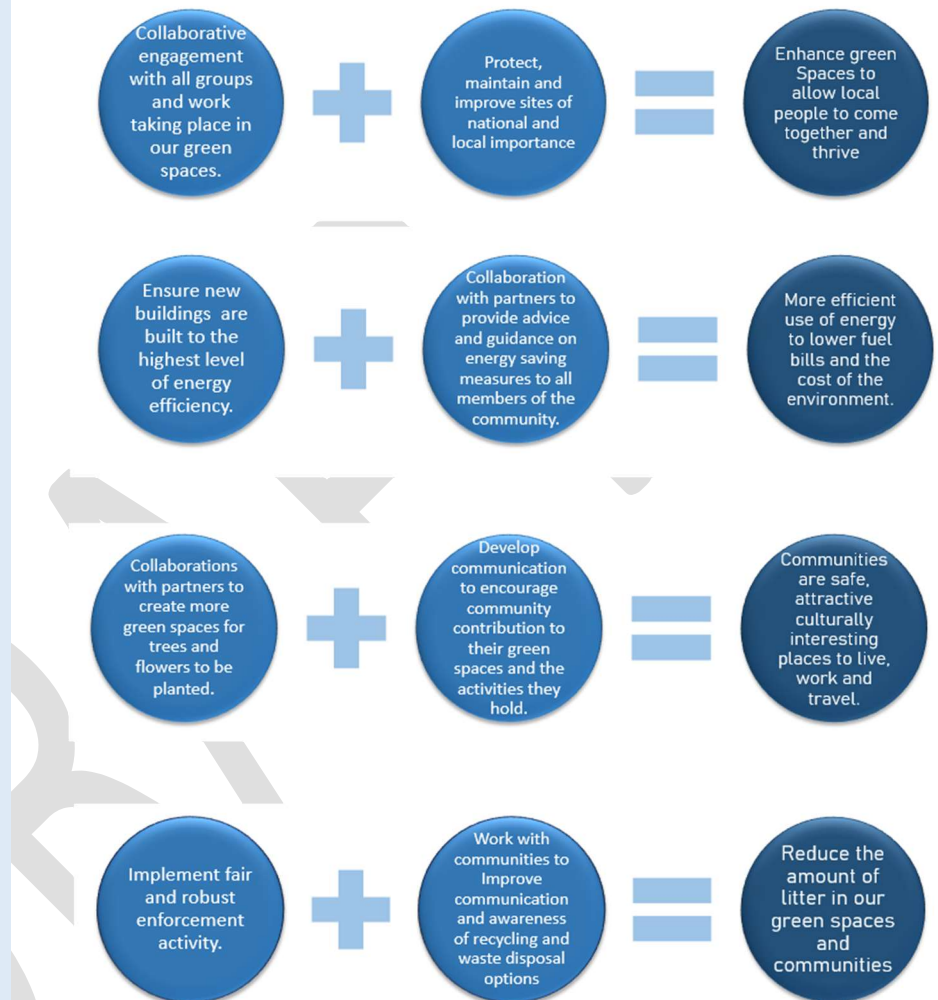 Collaborative
engagement
with all groups
and work
taking place in
our green
spaces.
Protect,
maintain and
improve sites of
national and
local importance
Enhance green
Spaces to
allow local
people to come
together and
thrive
Ensure new
buildings are
built to the
highest level
of energy
efficiency.
Collaboration
with partners to
provide advice
and guidance on
energy saving
measures to all
members of the
community.
More efficient
use of energy
to lower fuel
bills and the
cost of the
environment.
Collaborations
with partners to
create more
green spaces for
trees and
flowers to be
planted.
Develop
communication
to encourage
community
contribution to
their green
spaces and the
activities they
hold.
Communities
are safe,
attractive
culturally
interesting
places to live,
work and
travel.
Implement fair
and robust
enforcement
activity.
Work with
communities to
Improve
communication
and awareness
of recycling and
waste disposal
options
Reduce the
amount of
litter in our
green spaces
and
communities